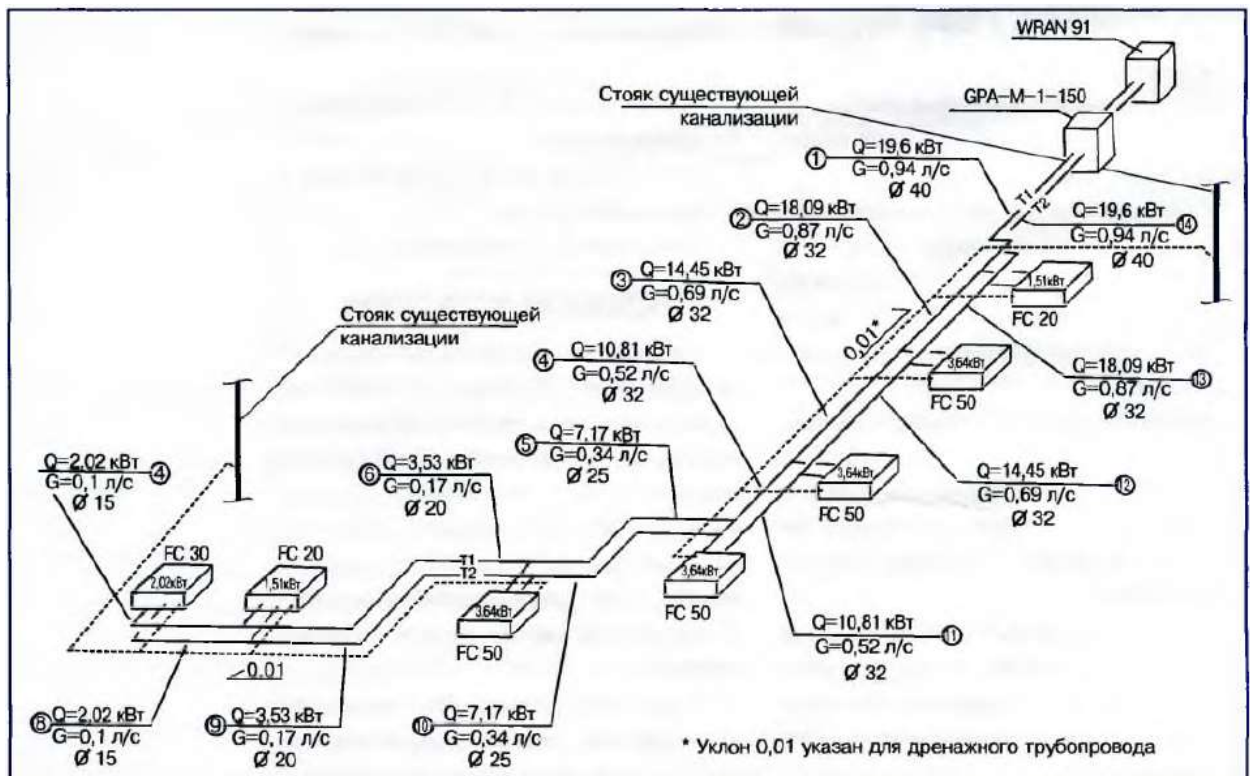 WRAN 91
GPA-M-1-150
Стояк существующей
канализации
① Q=19,6 кВт
G=0,94 л/с
Ø 40
T1
T2
Q=19,6 кВт ⑭
G=0,94 л/с
Ø 40
② Q=18,09 кВт
G=0,87 л/с
Ø 32
③ Q=14,45 кВт
G=0,69 л/с
Ø 32
1,51кВт
FC 20
0,01*
Стояк существующей
канализации
④ Q=10,81 кВт
G=0,52 л/с
Ø 32
3,64кВт
FC 50
Q=18,09 кВт ⑬
G=0,87 л/с
Ø 32
⑤ Q=7,17 кВт
G=0,34 л/с
Ø 25
Q=2,02 кВт ④
G=0,1 л/с
Ø 15
⑥ Q=3,53 кВт
G=0,17 л/с
Ø 20
3,64кВт
FC 50
Q=14,45 кВт ⑫
G=0,69 л/с
Ø 32
FC 30
2,02кВт
FC 20
1,51кВт
T1
T2
3,64кВт
FC 50
3,64кВт
FC 50
0,01
Q=10,81 кВт ⑪
G=0,52 л/с
Ø 32
⑧ Q=2,02 кВт
G=0,1 л/с
Ø 15
⑨ Q=3,53 кВт
G=0,17 л/с
Ø 20
⑩ Q=7,17 кВт
G=0,34 л/с
Ø 25
* Уклон 0,01 указан для дренажного трубопровода